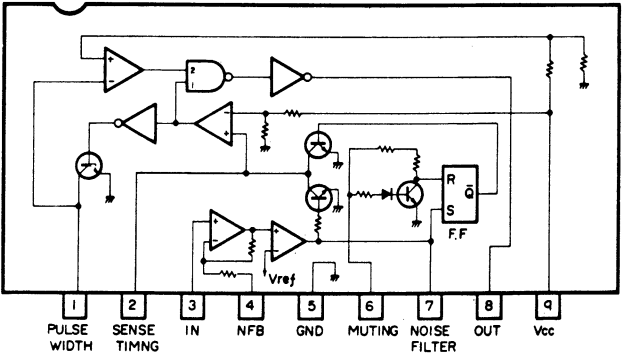 +
−
2
1
−
+
R
Q̄
S
F.F
+
−
+
−
Vref
1 2 3 4 5 6 7 8 9
PULSE WIDTH
SENSE TIMNG
IN
NFB
GND
MUTING
NOISE FILTER
OUT
Vcc